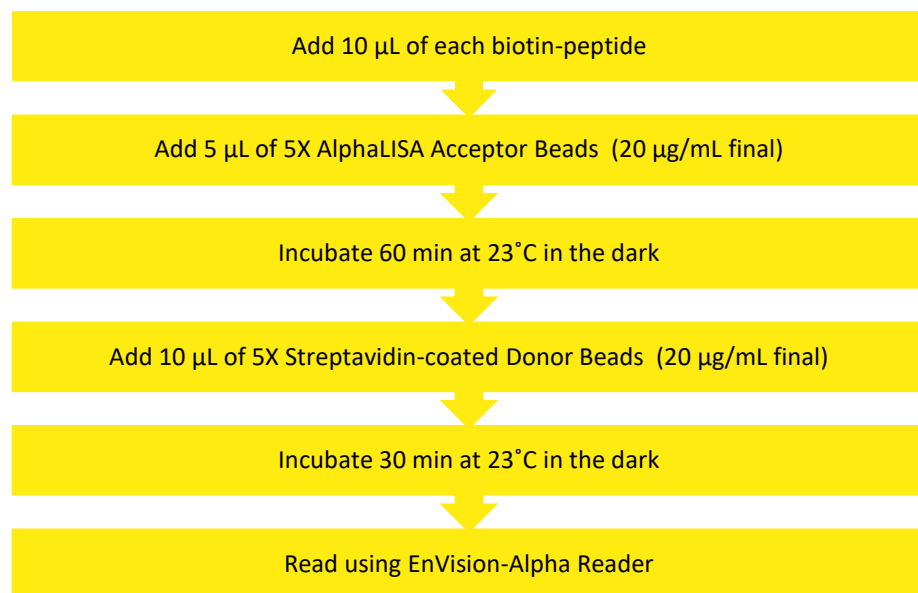 Add 10 µL of each biotin-peptide
Add 5 µL of 5X AlphaLISA Acceptor Beads  (20 µg/mL final)
Incubate 60 min at 23˚C in the dark
Add 10 µL of 5X Streptavidin-coated Donor Beads  (20 µg/mL final)
Incubate 30 min at 23˚C in the dark
Read using EnVision-Alpha Reader